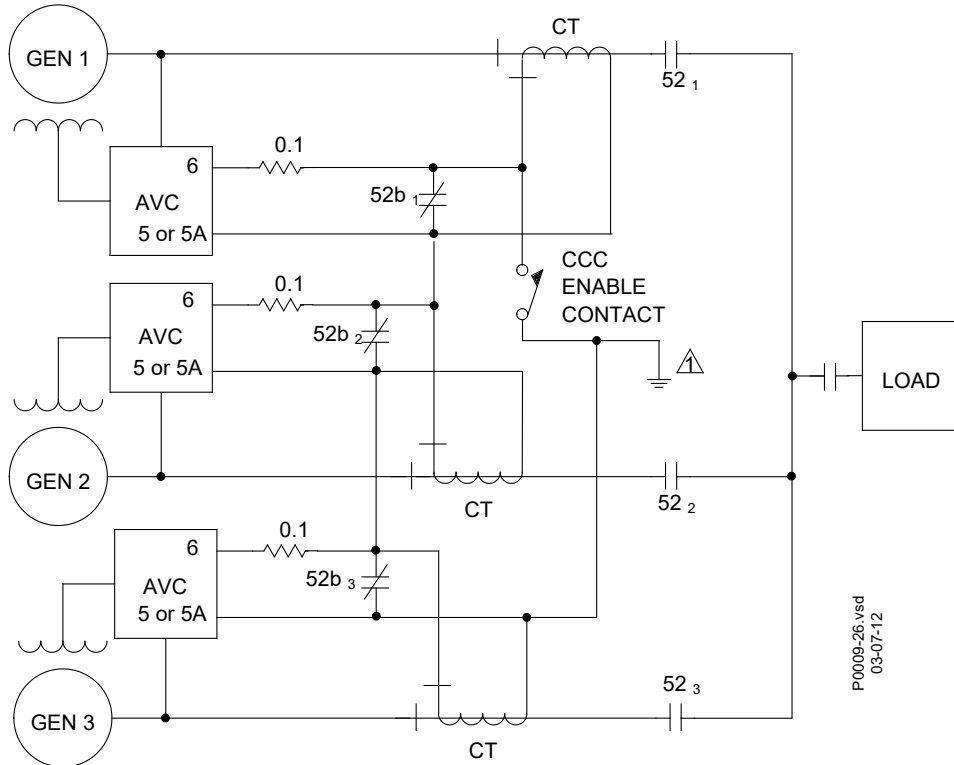 GEN 1
CT
52 1
6
0.1
AVC
5 or 5A
52b 1
CCC
ENABLE
CONTACT
6
0.1
AVC
5 or 5A
52b 2
1
LOAD
GEN 2
CT
52 2
6
0.1
AVC
5 or 5A
52b 3
GEN 3
CT
52 3
P0009-26.vsd
03-07-12